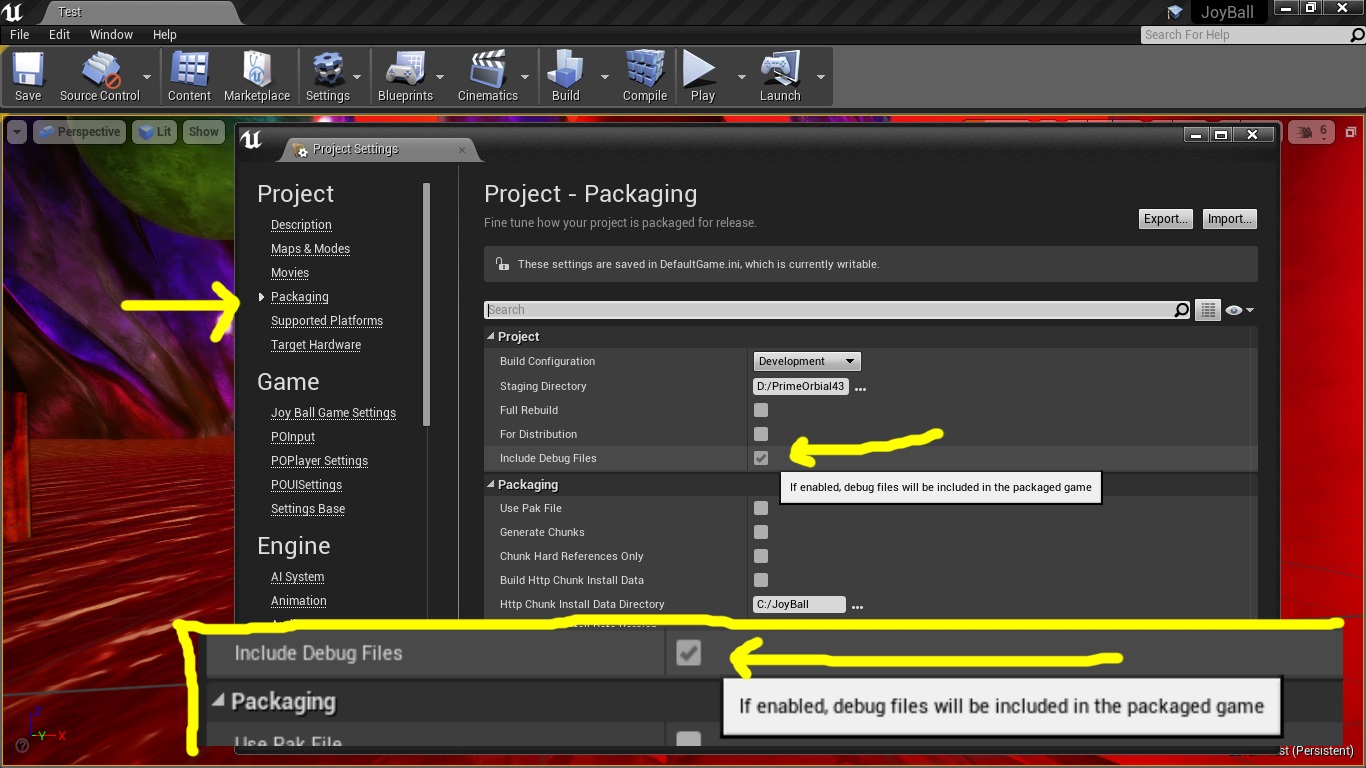 Test
JoyBall
File Edit Window Help
Search For Help
Save Source Control Content Marketplace Settings Blueprints Cinematics Build Compile Play Launch
Perspective Lit Show
6
Project Settings
Project
Description
Maps & Modes
Movies
Packaging
Supported Platforms
Target Hardware
Game
Joy Ball Game Settings
POInput
POPlayer Settings
POUISettings
Settings Base
Engine
AI System
Animation
Project - Packaging
Fine tune how your project is packaged for release.
Export... Import...
These settings are saved in DefaultGame.ini, which is currently writable.
Search
Project
Build Configuration Development
Staging Directory D:/PrimeOrbial43 ...
Full Rebuild
For Distribution
Include Debug Files
If enabled, debug files will be included in the packaged game
Packaging
Use Pak File
Generate Chunks
Chunk Hard References Only
Build Http Chunk Install Data
Http Chunk Install Data Directory C:/JoyBall ...
Include Debug Files
Packaging
If enabled, debug files will be included in the packaged game
Use Pak File
Z
Y X
(Persistent)